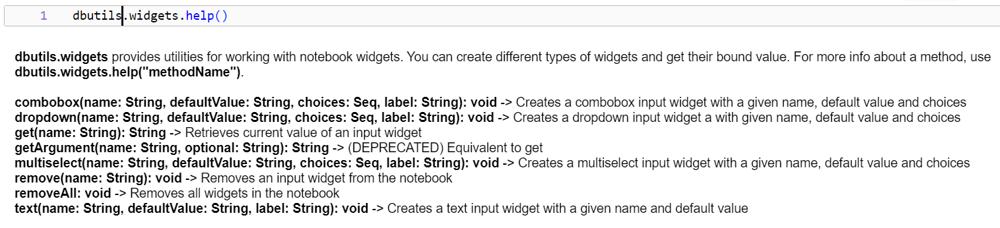 1 dbutils.widgets.help()
dbutils.widgets provides utilities for working with notebook widgets. You can create different types of widgets and get their bound value. For more info about a method, use
dbutils.widgets.help("methodName").
combobox(name: String, defaultValue: String, choices: Seq, label: String): void -> Creates a combobox input widget with a given name, default value and choices
dropdown(name: String, defaultValue: String, choices: Seq, label: String): void -> Creates a dropdown input widget a with given name, default value and choices
get(name: String): String -> Retrieves current value of an input widget
getArgument(name: String, optional: String): String -> (DEPRECATED) Equivalent to get
multiselect(name: String, defaultValue: String, choices: Seq, label: String): void -> Creates a multiselect input widget with a given name, default value and choices
remove(name: String): void -> Removes an input widget from the notebook
removeAll: void -> Removes all widgets in the notebook
text(name: String, defaultValue: String, label: String): void -> Creates a text input widget with a given name and default value